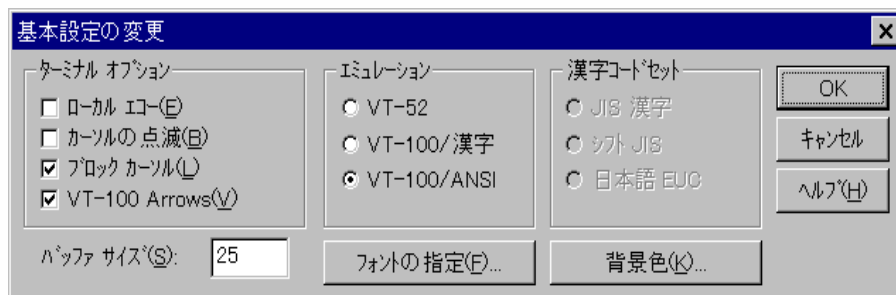 基本設定の変更
ﾀｰﾐﾅﾙ ｵﾌﾟｼｮﾝ
ﾛｰｶﾙ ｴｺｰ(E)
ｶｰｿﾙの点滅(B)
ﾌﾞﾛｯｸ ｶｰｿﾙ(L)
VT-100 Arrows(V)
ﾊﾞｯﾌｧ ｻｲｽﾞ(S):
25
ｴﾐｭﾚｰｼｮﾝ
VT-52
VT-100/漢字
VT-100/ANSI
ﾌｫﾝﾄの指定(F)...
漢字ｺｰﾄﾞｾｯﾄ
JIS 漢字
ｼﾌﾄ JIS
日本語 EUC
背景色(K)...
OK
ｷｬﾝｾﾙ
ﾍﾙﾌﾟ(H)